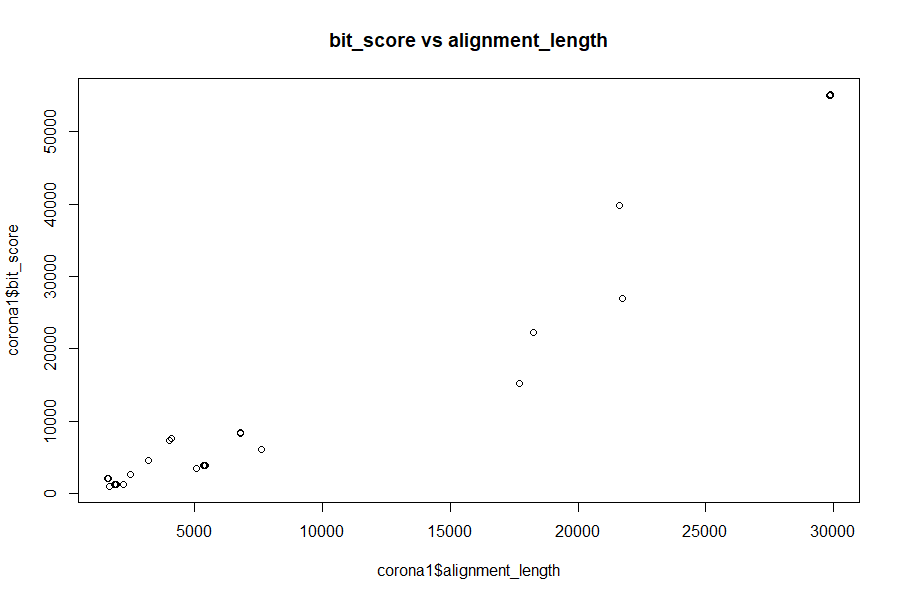 bit_score vs alignment_length
corona1$bit_score
50000
40000
30000
20000
10000
0
5000 10000 15000 20000 25000 30000
corona1$alignment_length